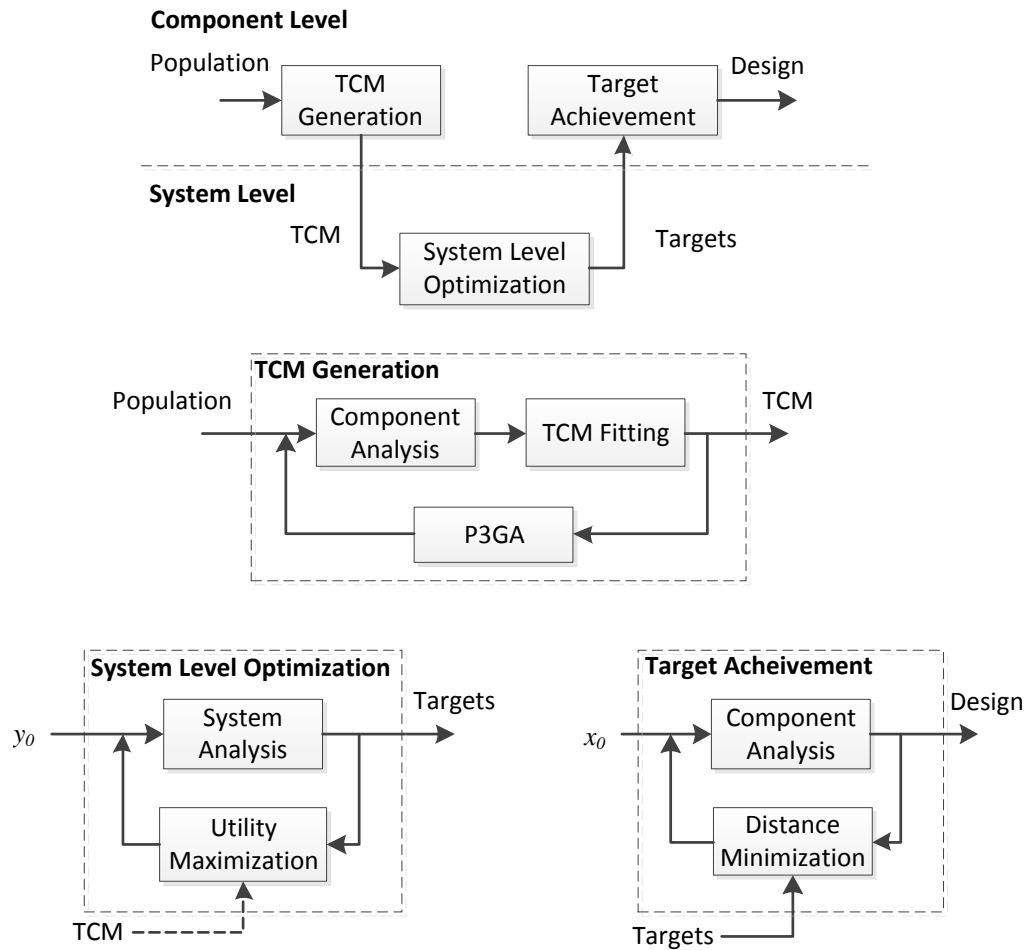 Component Level
Population
TCM
Generation
Target
Achievement
Design
System Level
TCM
System Level
Optimization
Targets
TCM Generation
Population
Component
Analysis
TCM Fitting
TCM
P3GA
System Level Optimization
y0
System
Analysis
Targets
Utility
Maximization
TCM
Target Acheivement
x0
Component
Analysis
Design
Distance
Minimization
Targets